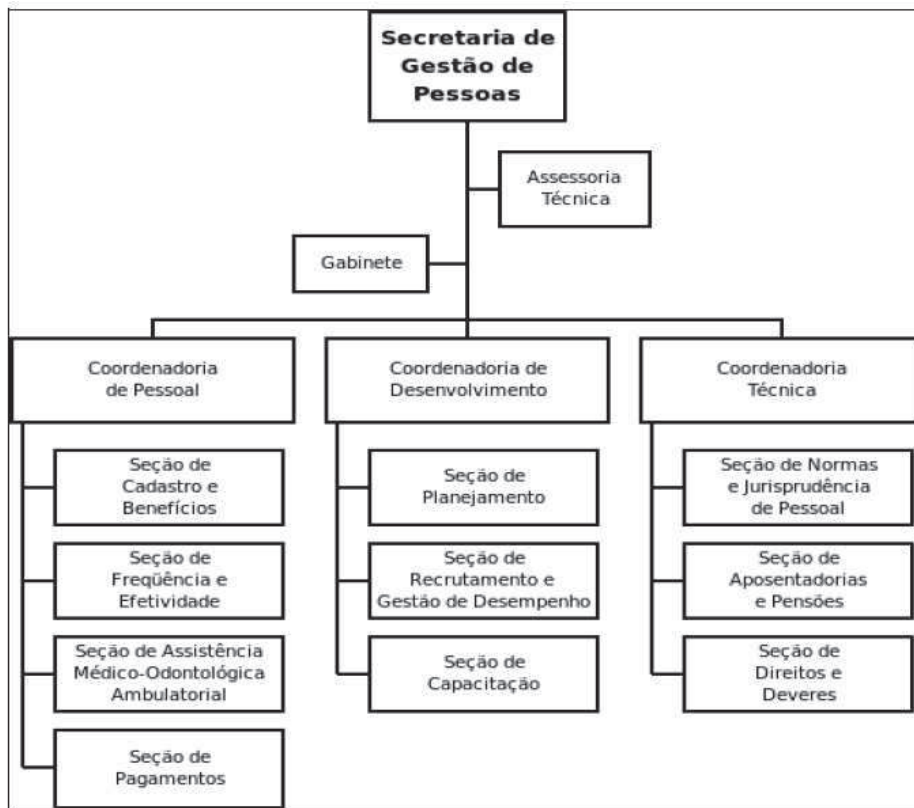 Secretaria de
Gestão de
Pessoas
Assessoria
Técnica
Gabinete
Coordenadoria
de Pessoal
Coordenadoria de
Desenvolvimento
Coordenadoria
Técnica
Seção de
Cadastro e
Benefícios
Seção de
Freqüência e
Efetividade
Seção de Assistência
Médico-Odontológica
Ambulatorial
Seção de
Pagamentos
Seção de
Planejamento
Seção de
Recrutamento e
Gestão de Desempenho
Seção de
Capacitação
Seção de Normas
e Jurisprudência
de Pessoal
Seção de
Aposentadorias
e Pensões
Seção de
Direitos e
Deveres